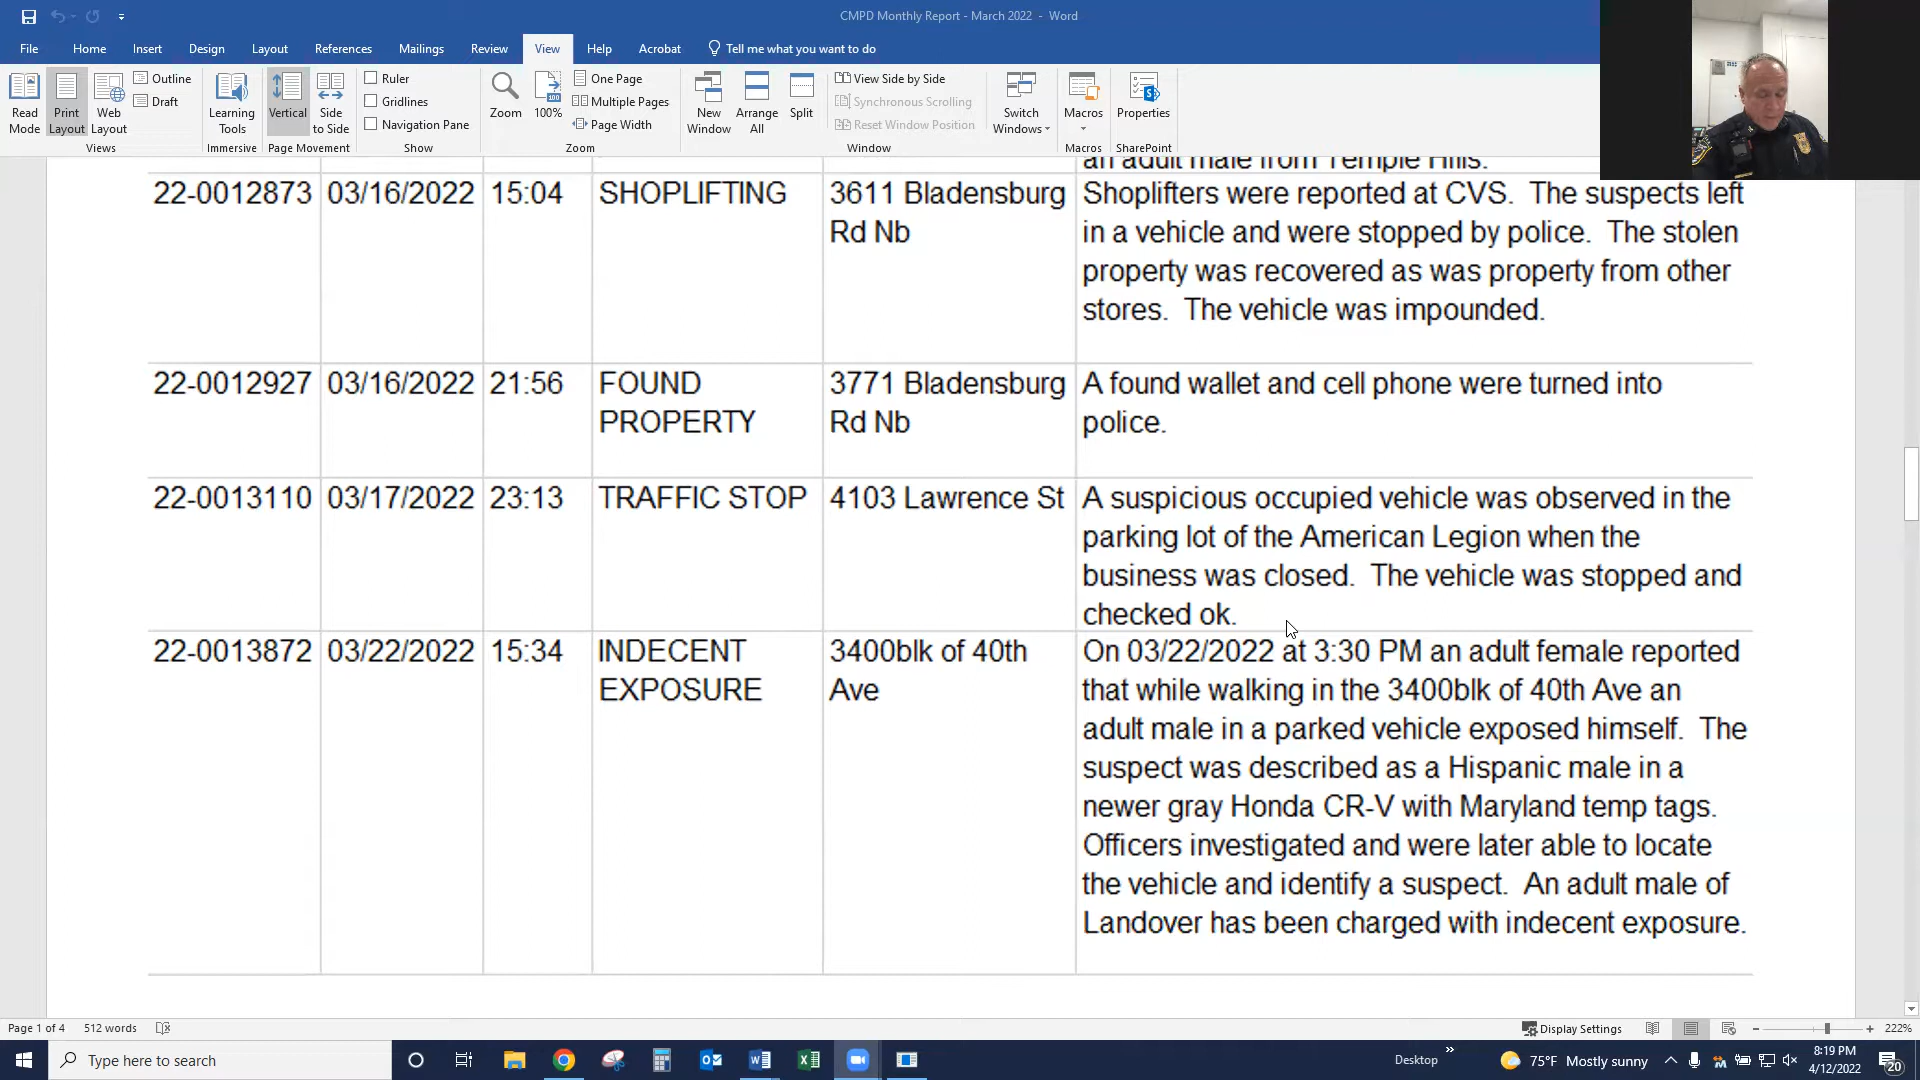 CMPD Monthly Report - March 2022 - Word
File Home Insert Design Layout References Mailings Review View Help Acrobat Tell me what you want to do
Read Mode
Print Layout
Web Layout
Outline
Draft
Views
Learning Tools
Immersive
Vertical
Side to Side
Page Movement
Ruler
Gridlines
Navigation Pane
Show
Zoom
100
100%
One Page
Multiple Pages
Page Width
Zoom
New Window
Arrange All
Split
View Side by Side
Synchronous Scrolling
Reset Window Position
Window
Switch Windows
Macros
Macros
Properties
SharePoint
an adult male from Temple Hills.
22-0012873 03/16/2022 15:04 SHOPLIFTING 3611 Bladensburg Shoplifters were reported at CVS. The suspects left
Rd Nb in a vehicle and were stopped by police. The stolen
property was recovered as was property from other
stores. The vehicle was impounded.
22-0012927 03/16/2022 21:56 FOUND 3771 Bladensburg A found wallet and cell phone were turned into
PROPERTY Rd Nb police.
22-0013110 03/17/2022 23:13 TRAFFIC STOP 4103 Lawrence St A suspicious occupied vehicle was observed in the
parking lot of the American Legion when the
business was closed. The vehicle was stopped and
checked ok.
22-0013872 03/22/2022 15:34 INDECENT 3400blk of 40th On 03/22/2022 at 3:30 PM an adult female reported
EXPOSURE Ave that while walking in the 3400blk of 40th Ave an
adult male in a parked vehicle exposed himself. The
suspect was described as a Hispanic male in a
newer gray Honda CR-V with Maryland temp tags.
Officers investigated and were later able to locate
the vehicle and identify a suspect. An adult male of
Landover has been charged with indecent exposure.
Page 1 of 4 512 words Display Settings 222%
Type here to search Desktop 75°F Mostly sunny 8:19 PM
4/12/2022 20